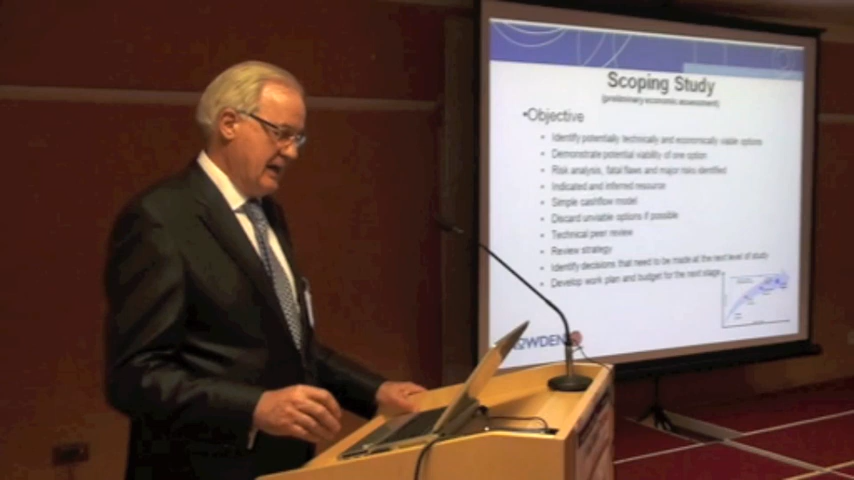 Scoping Study
(preliminary economic assessment)
•Objective
• Identify potentially technically and economically viable options
• Demonstrate potential viability of one option
• Risk analysis, fatal flaws and major risks identified
• Indicated and inferred resource
• Simple cashflow model
• Discard unviable options if possible
• Technical peer review
• Review strategy
• Identify decisions that need to be made at the next level of study
• Develop work plan and budget for the next stage
OWDEN